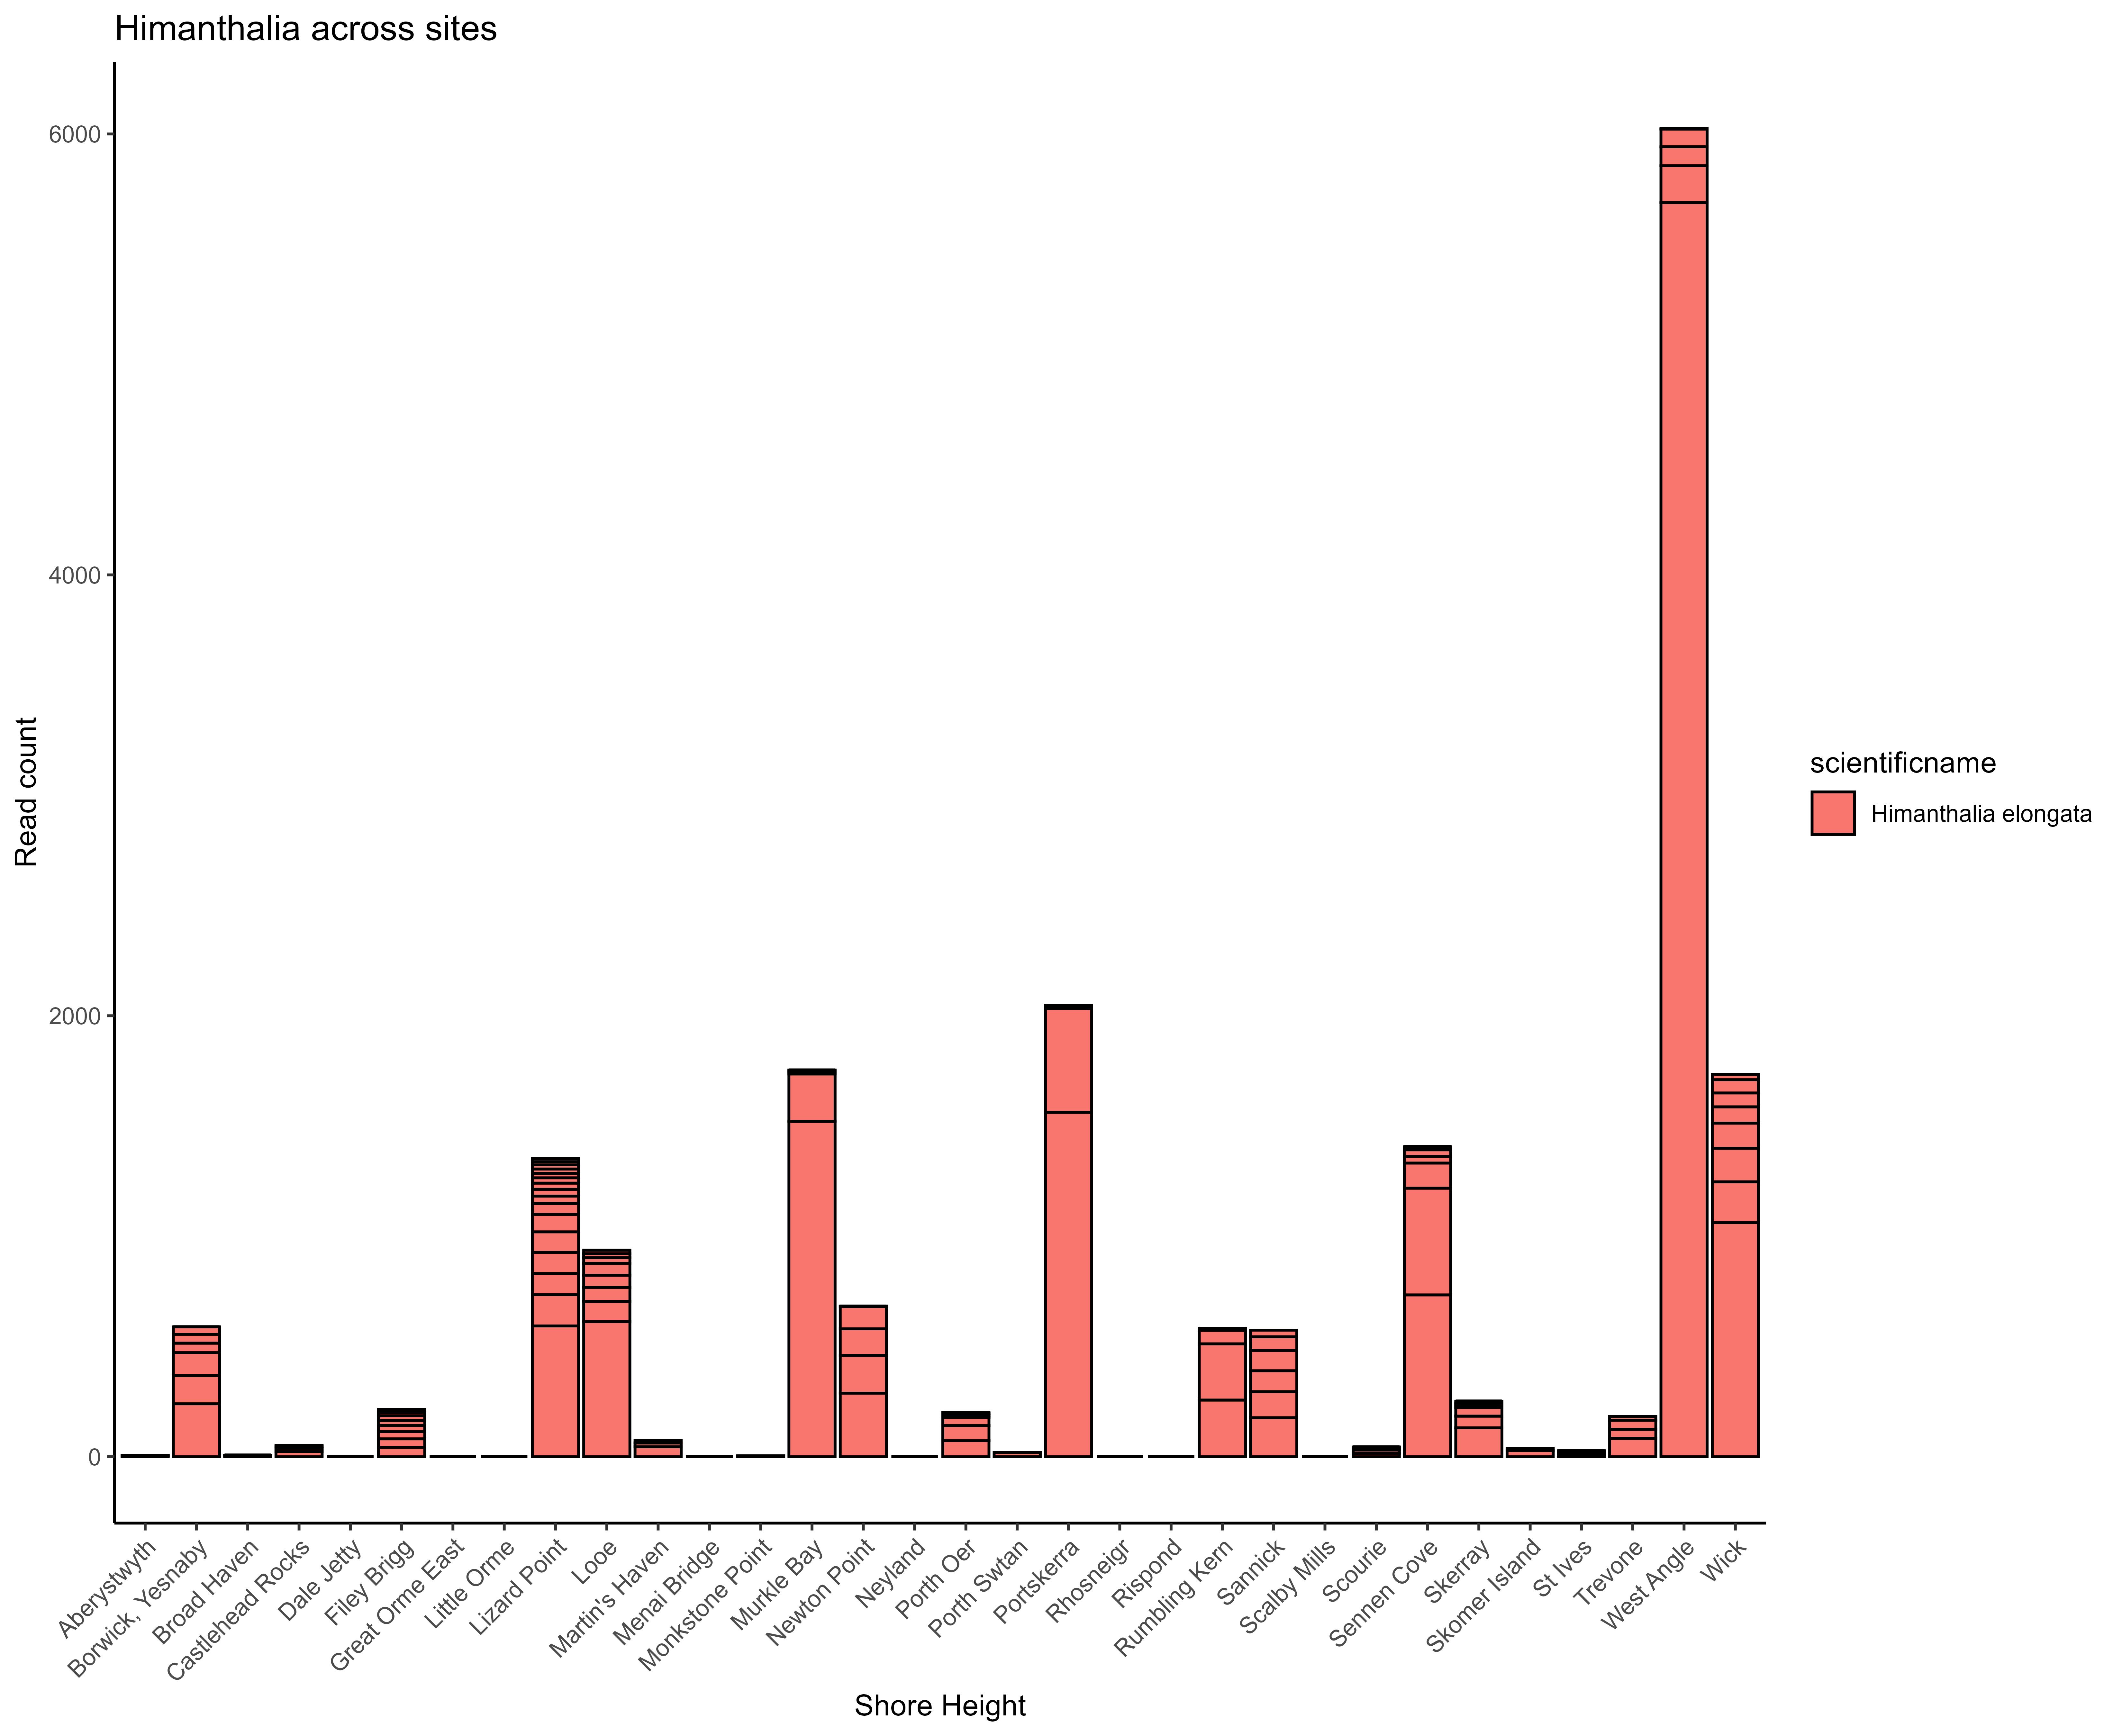 Himanthalia across sites
6000
4000
2000
0
Read count
Aberystwyth
Borwick, Yesnaby
Broad Haven
Castlehead Rocks
Dale Jetty
Filey Brigg
Great Orme East
Little Orme
Lizard Point
Looe
Martin's Haven
Menai Bridge
Monkstone Point
Murkle Bay
Newton Point
Neyland
Porth Oer
Porth Swtan
Portskerra
Rhosneigr
Rispond
Rumbling Kern
Sannick
Scalby Mills
Scourie
Sennen Cove
Skerray
Skomer Island
St Ives
Trevone
West Angle
Wick
Shore Height
scientificname
Himanthalia elongata